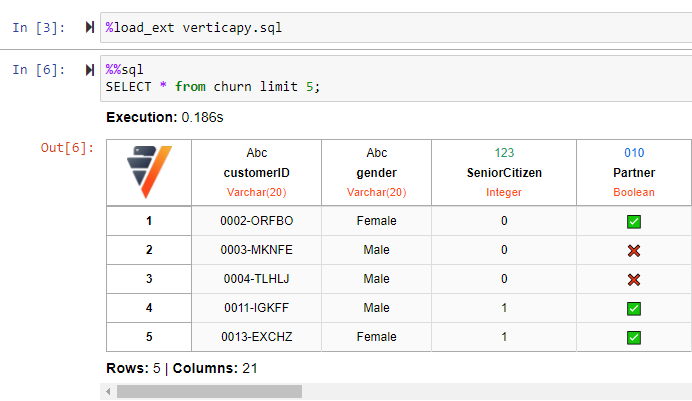 In [3]: %load_ext verticapy.sql
In [6]: %%sql
SELECT * from churn limit 5;
Execution: 0.186s
Out[6]:
Abc Abc 123 010
customerID gender SeniorCitizen Partner
Varchar(20) Varchar(20) Integer Boolean
1 0002-ORFBO Female 0
2 0003-MKNFE Male 0
3 0004-TLHLJ Male 0
4 0011-IGKFF Male 1
5 0013-EXCHZ Female 1
Rows: 5 | Columns: 21